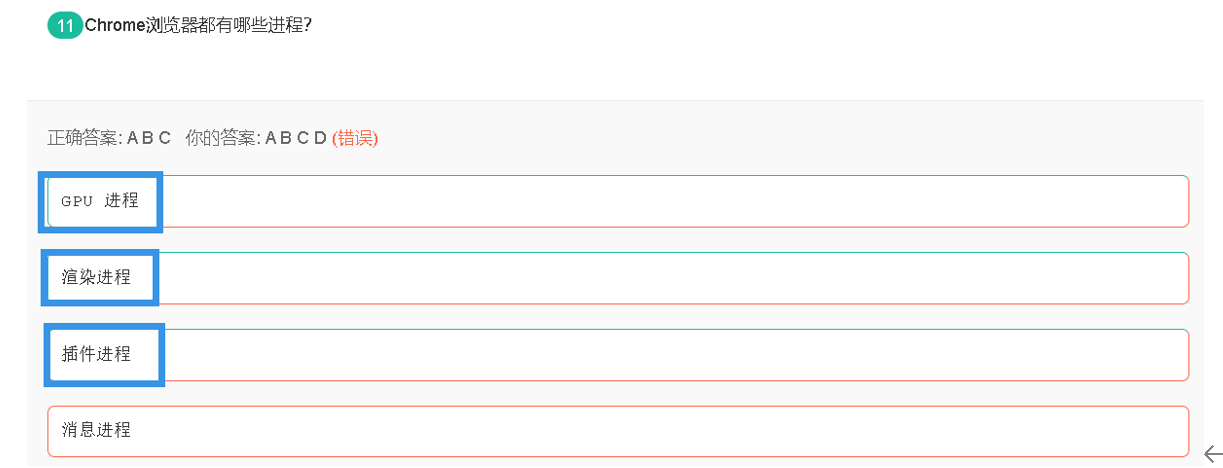 11 Chrome浏览器都有哪些进程?
正确答案: A B C 你的答案: A B C D (错误)
GPU 进程
渲染进程
插件进程
消息进程